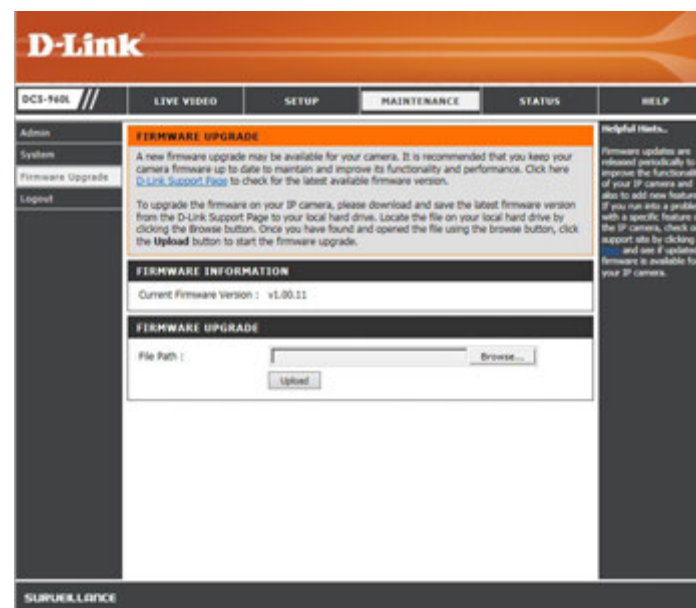 D-Link
DCS-960L //
LIVE VIDEO
SETUP
MAINTENANCE
STATUS
HELP
Admin
System
Firmware Upgrade
Logout
FIRMWARE UPGRADE
A new firmware upgrade may be available for your camera. It is recommended that you keep your
camera firmware up to date to maintain and improve its functionality and performance. Click here
D-Link Support Page to check for the latest available firmware version.
To upgrade the firmware on your IP camera, please download and save the latest firmware version
from the D-Link Support Page to your local hard drive. Locate the file on your local hard drive by
clicking the Browse button. Once you have found and opened the file using the browse button, click
the Upload button to start the firmware upgrade.
FIRMWARE INFORMATION
Current Firmware Version : v1.00.11
FIRMWARE UPGRADE
File Path :
Browse...
Upload
Helpful Hints..
Firmware updates are
released periodically to
improve the functionali
of your IP camera and
also to add new featur
If you run into a proble
with a specific feature
the IP camera, check o
support site by clicking
and see if update
firmware is available fo
your IP camera.
SURVEILLANCE